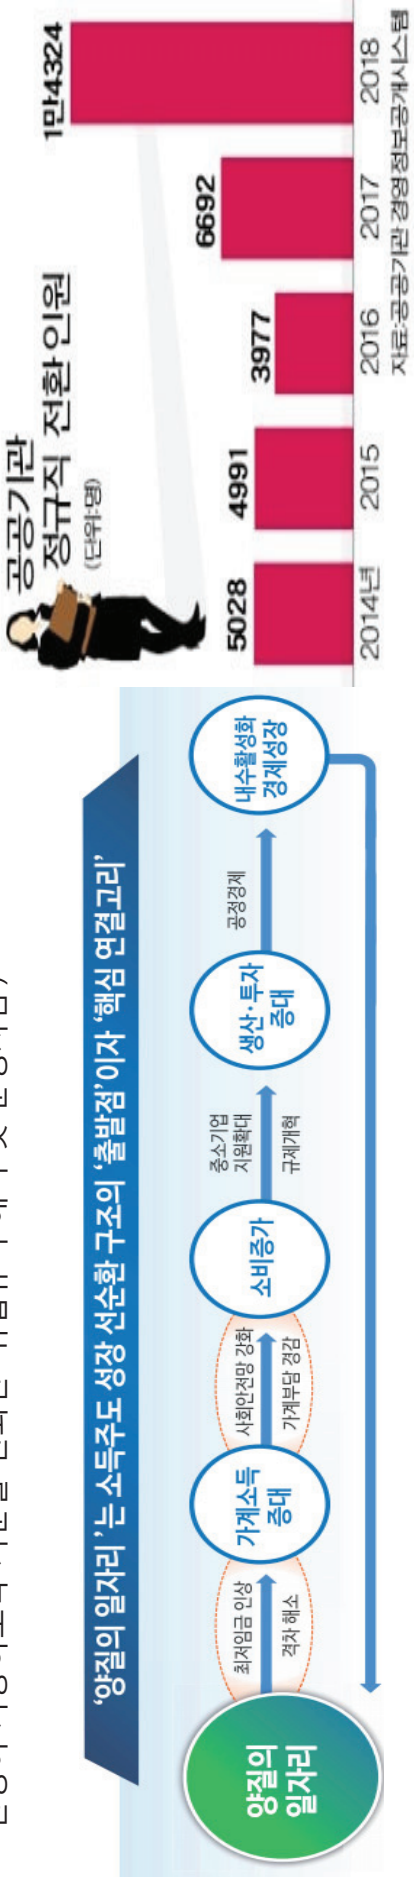 '양질의 일자리'는 소득주도 성장 선순환 구조의 '출발점'이자 '핵심 연결고리'
양질의
일자리
최저임금 인상
격차 해소
가계소득
증대
사회안전망 강화
가계부담 경감
소비증가
중소기업
지원확대
규제개혁
생산·투자
증대
공정경제
내수활성화
경제성장
공공기관
정규직 전환 인원
(단위:명)
5028
4991
3977
6692
1만4324
2014년
2015
2016
2017
2018
자료:공공기관 경영정보공개시스템